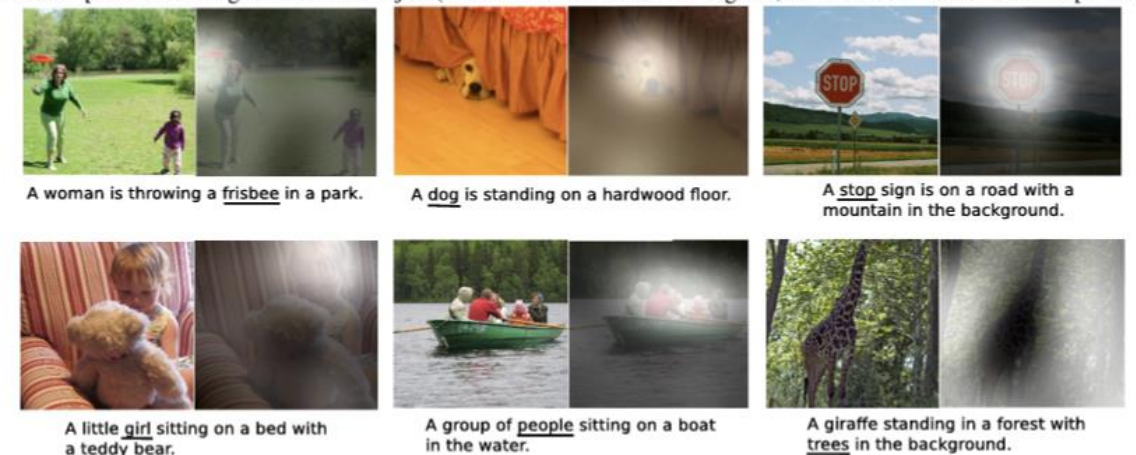 A woman is throwing a frisbee in a park.
A dog is standing on a hardwood floor.
STOP
STOP
A stop sign is on a road with a
mountain in the background.
A little girl sitting on a bed with
a teddy bear.
A group of people sitting on a boat
in the water.
A giraffe standing in a forest with
trees in the background.